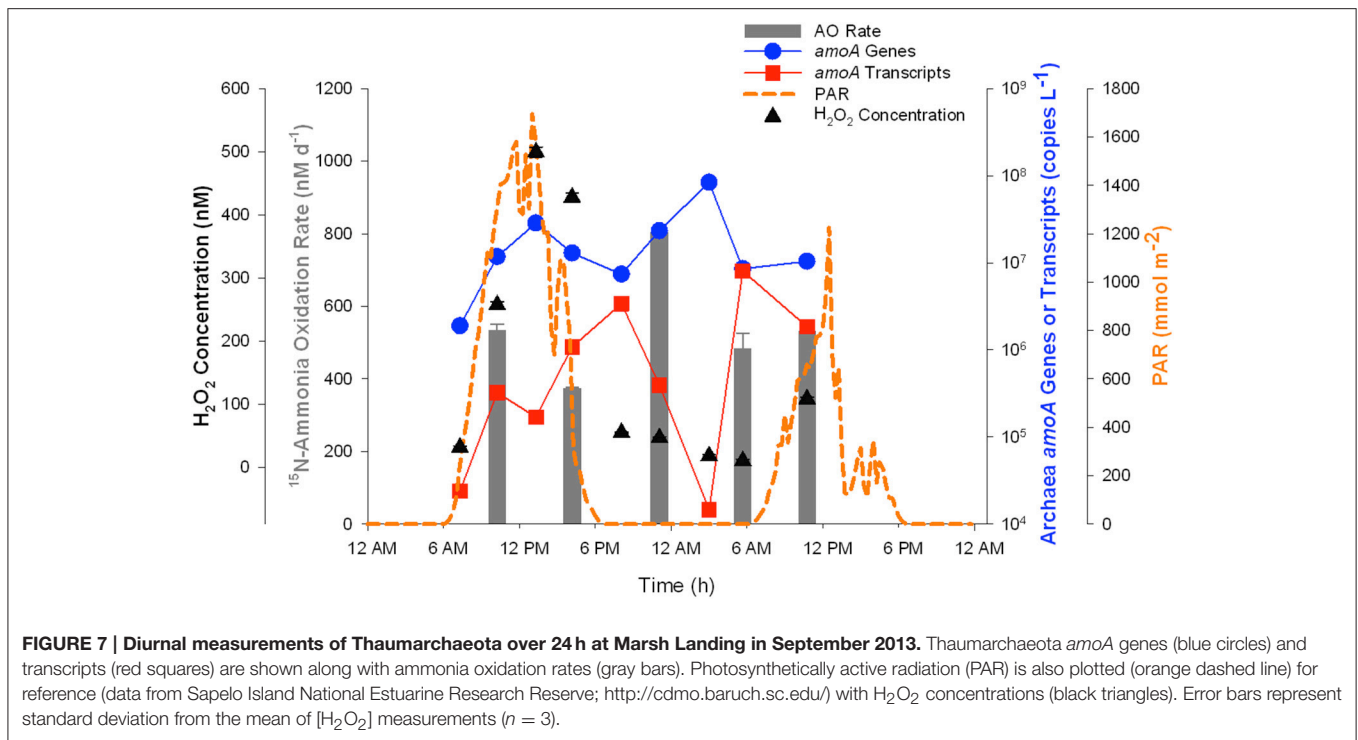 AO Rate
amoA Genes
amoA Transcripts
PAR
H2O2 Concentration
600
500
400
300
200
100
0
H2O2 Concentration (nM)
1200
1000
800
600
400
200
0
15N-Ammonia Oxidation Rate (nM d-1)
10^9
10^8
10^7
10^6
10^5
10^4
Archaea amoA Genes or Transcripts (copies L-1)
1800
1600
1400
1200
1000
800
600
400
200
0
PAR (mmol m-2)
12 AM
6 AM
12 PM
6 PM
12 AM
6 AM
12 PM
6 PM
12 AM
Time (h)
FIGURE 7 | Diurnal measurements of Thaumarchaeota over 24 h at Marsh Landing in September 2013. Thaumarchaeota amoA genes (blue circles) and
transcripts (red squares) are shown along with ammonia oxidation rates (gray bars). Photosynthetically active radiation (PAR) is also plotted (orange dashed line) for
reference (data from Sapelo Island National Estuarine Research Reserve; http://cdmo.baruch.sc.edu/) with H2O2 concentrations (black triangles). Error bars represent
standard deviation from the mean of [H2O2] measurements (n = 3).